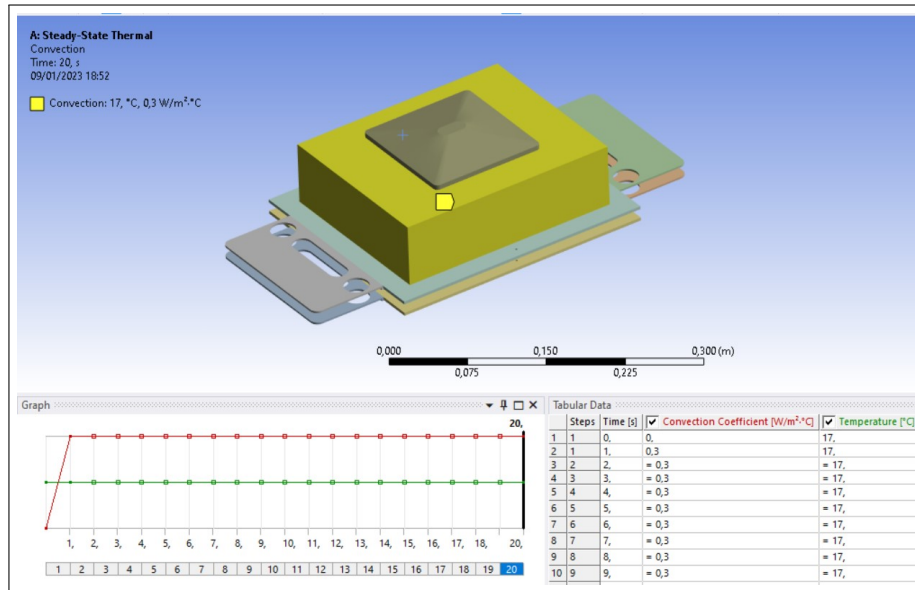 A: Steady-State Thermal
Convection
Time: 20, s
09/01/2023 18:52
Convection: 17, °C, 0,3 W/m²·°C
0,000 0,150 0,300 (m)
0,075 0,225
Graph
20,
1, 2, 3, 4, 5, 6, 7, 8, 9, 10, 11, 12, 13, 14, 15, 16, 17, 18, 20,
1 2 3 4 5 6 7 8 9 10 11 12 13 14 15 16 17 18 19 20
Tabular Data
Steps Time [s] Convection Coefficient [W/m²·°C] Temperature [°C]
1 1 0, 0, 17,
2 1 1, 0,3 17,
3 2 2, = 0,3 = 17,
4 3 3, = 0,3 = 17,
5 4 4, = 0,3 = 17,
6 5 5, = 0,3 = 17,
7 6 6, = 0,3 = 17,
8 7 7, = 0,3 = 17,
9 8 8, = 0,3 = 17,
10 9 9, = 0,3 = 17,